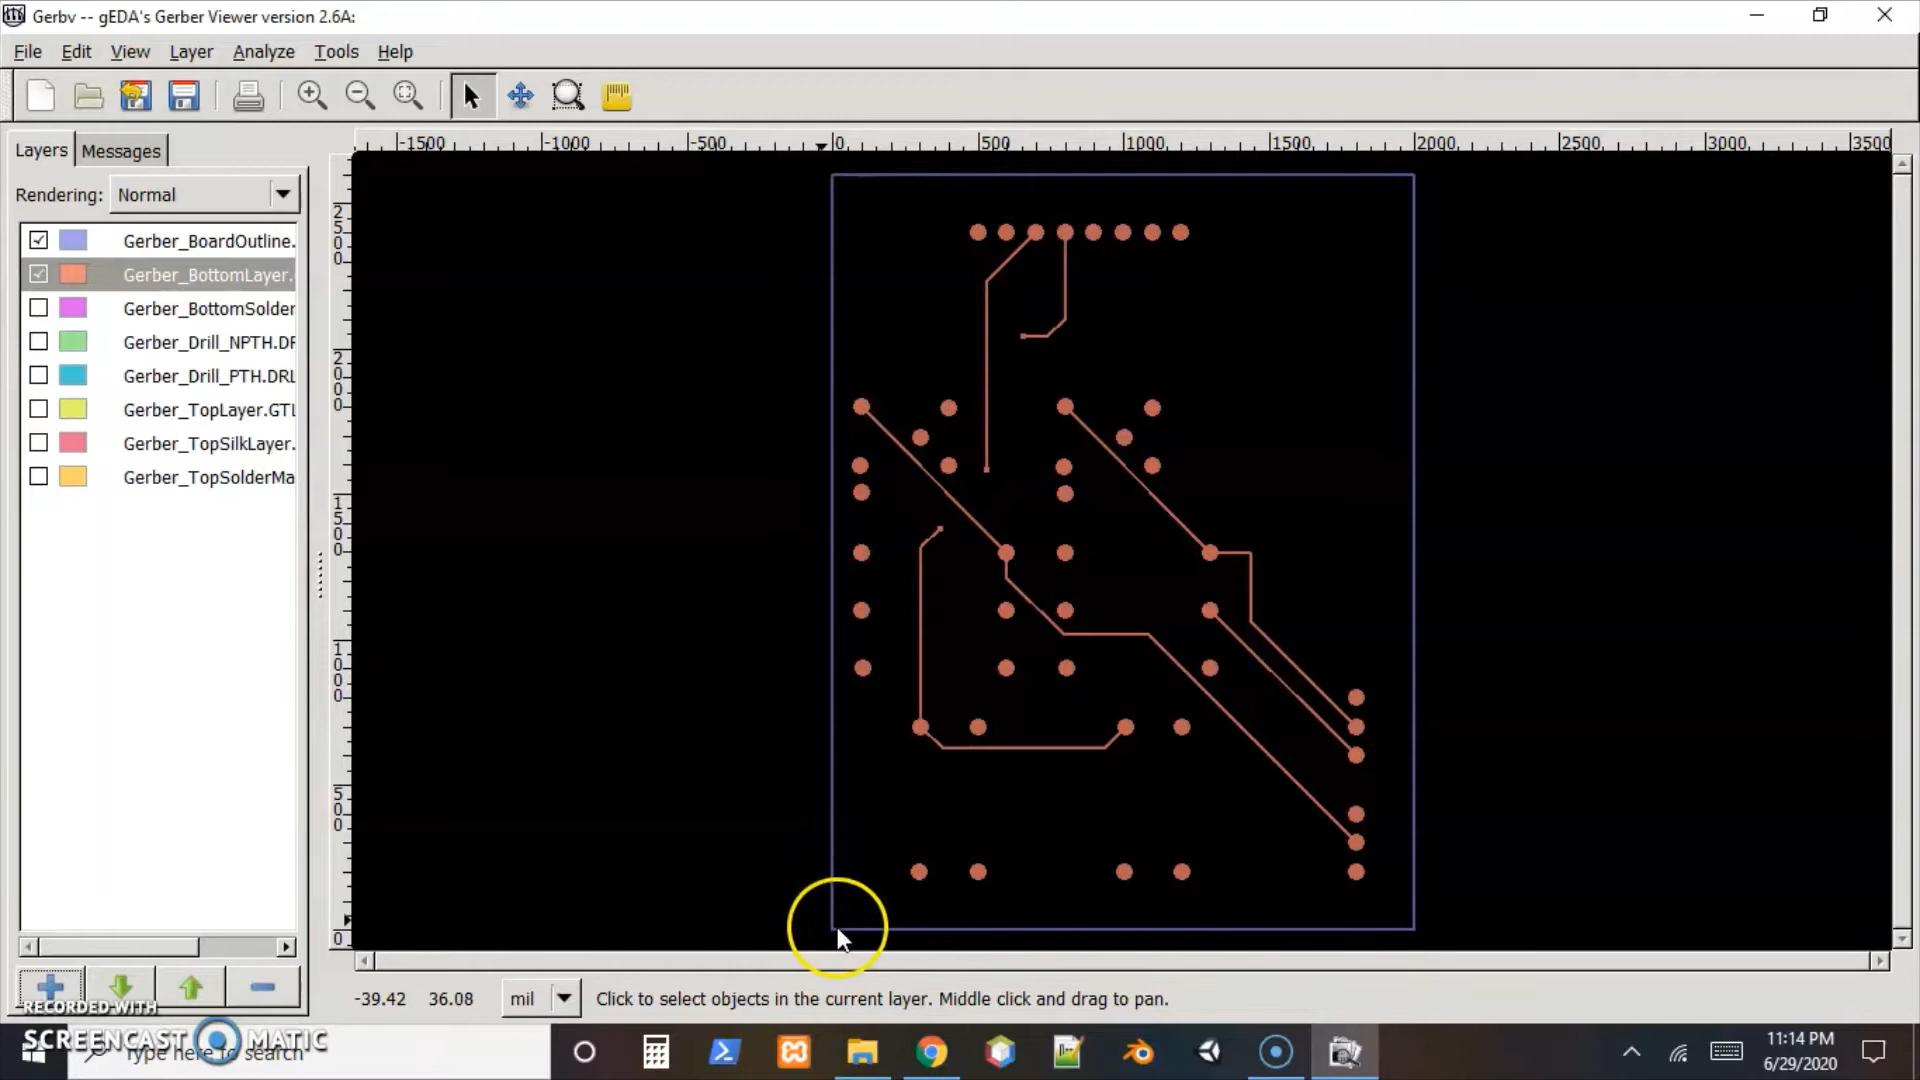 Gerbv -- gEDA's Gerber Viewer version 2.6A:
File Edit View Layer Analyze Tools Help
Layers Messages
Rendering: Normal
Gerber_BoardOutline.
Gerber_BottomLayer.
Gerber_BottomSolder
Gerber_Drill_NPTH.DR
Gerber_Drill_PTH.DRL
Gerber_TopLayer.GTL
Gerber_TopSilkLayer.
Gerber_TopSolderMa
-1500 -1000 -500 0 500 1000 1500 2000 2500 3000 3500
2500
2000
1500
1000
500
0
-39.42 36.08 mil Click to select objects in the current layer. Middle click and drag to pan.
RECORDED WITH
SCREENCAST MATIC
Type here to search
11:14 PM
6/29/2020